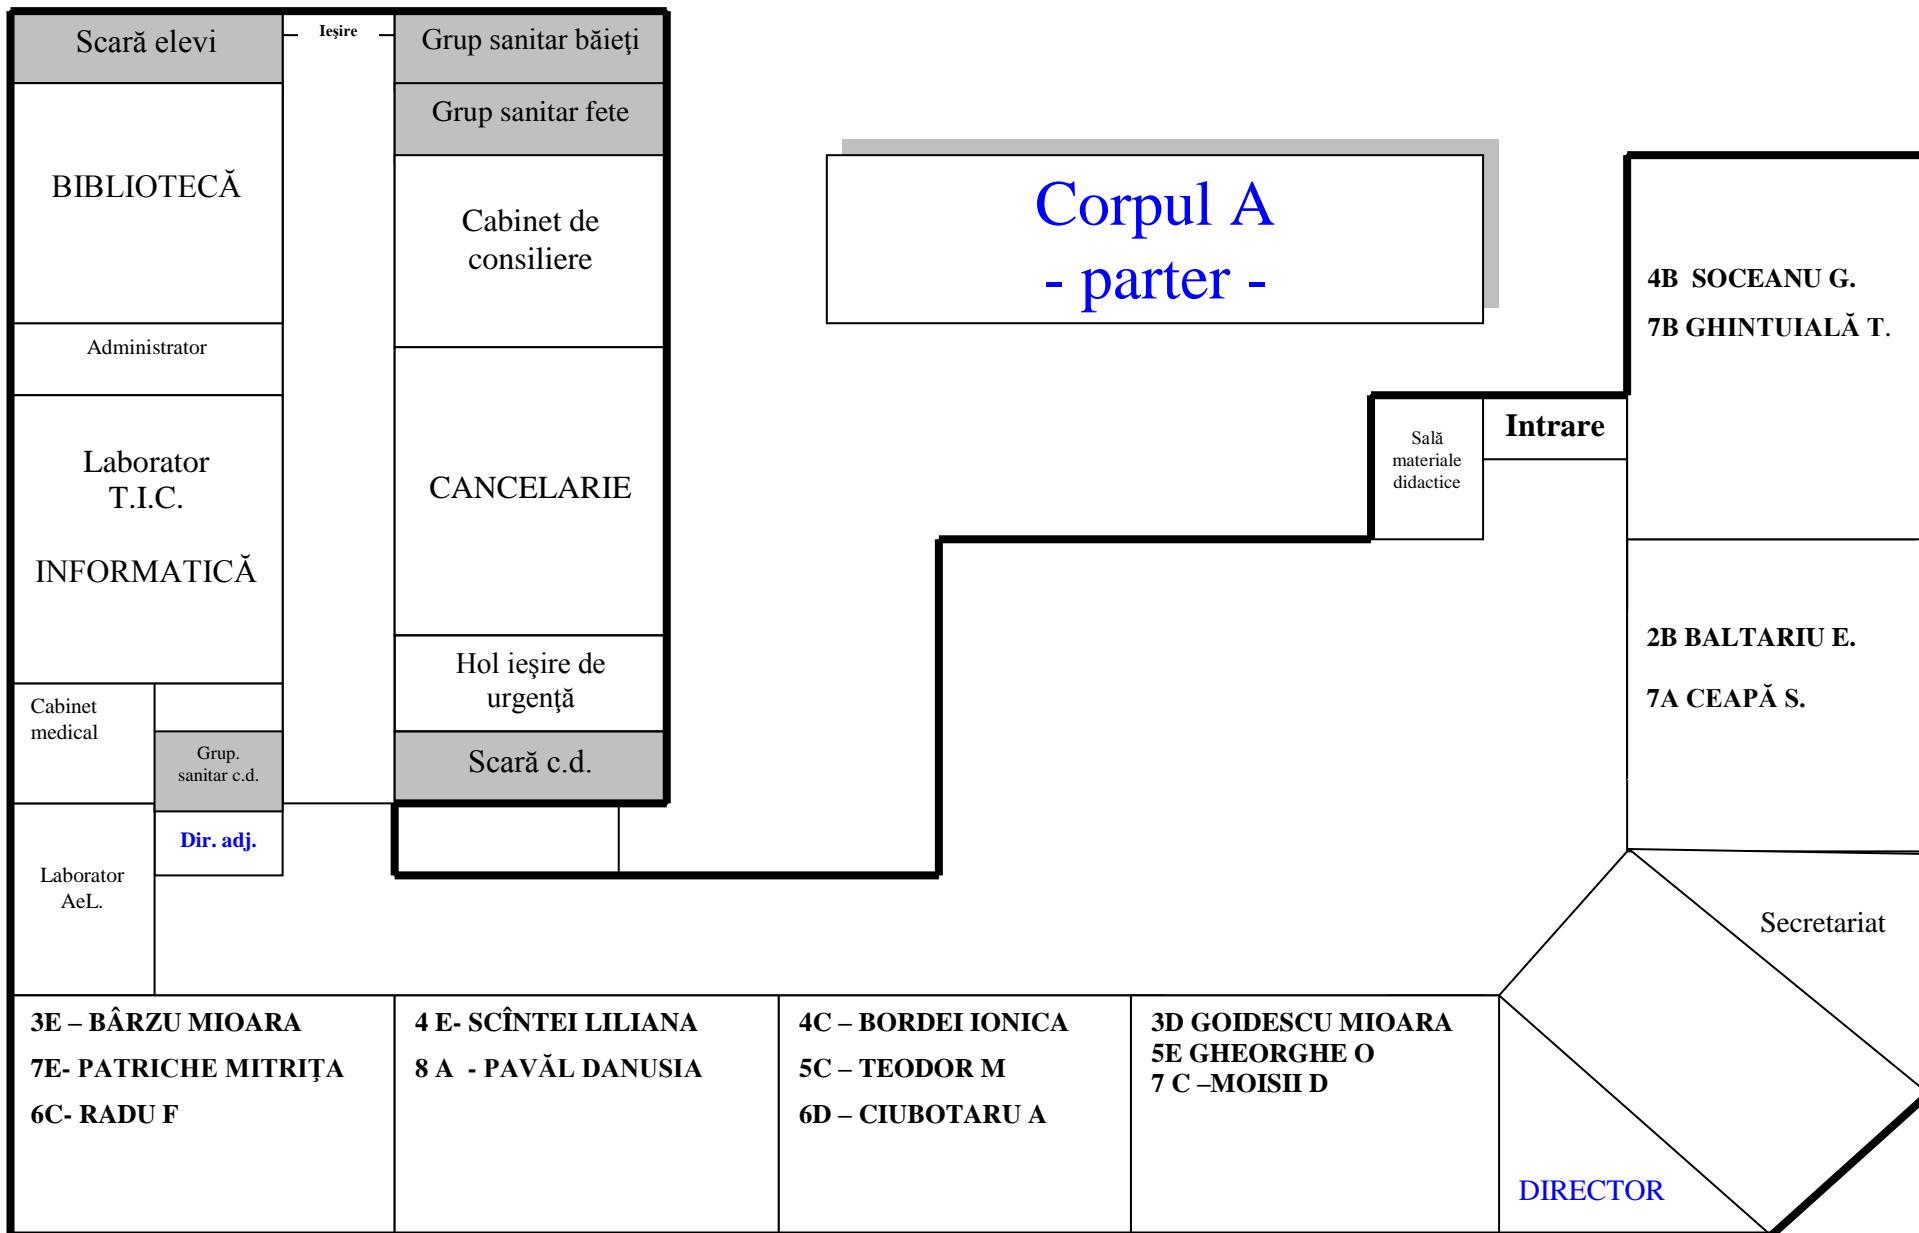 Scară elevi
Ieşire
Grup sanitar băieţi
Grup sanitar fete
BIBLIOTECĂ
Cabinet de
consiliere
Corpul A
- parter -
4B  SOCEANU G.
7B GHINTUIALĂ T.
Administrator
Laborator
T.I.C.
INFORMATICĂ
CANCELARIE
Sală
materiale
didactice
Intrare
2B BALTARIU E.
7A CEAPĂ S.
Hol ieşire de
urgenţă
Cabinet
medical
Grup.
sanitar c.d.
Scară c.d.
Dir. adj.
Laborator
AeL.
Secretariat
3E – BÂRZU MIOARA
7E- PATRICHE MITRIŢA
6C- RADU F
4 E- SCÎNTEI LILIANA
8 A  - PAVĂL DANUSIA
4C – BORDEI IONICA
5C – TEODOR M
6D – CIUBOTARU A
3D GOIDESCU MIOARA
5E GHEORGHE O
7 C –MOISII D
DIRECTOR